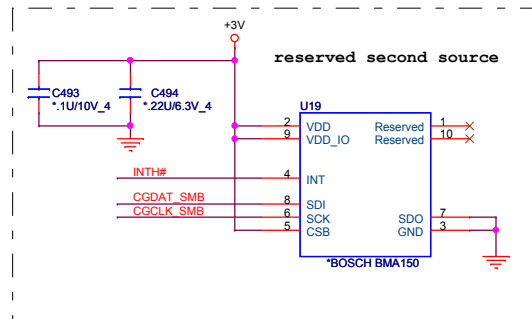 +3V
reserved second source
C493
*.1U/10V_4
C494
*.22U/6.3V_4
U19
2 VDD Reserved 1
9 VDD_IO Reserved 10
INTH# 4 INT
CGDAT_SMB 8 SDI
CGCLK_SMB 6 SCK SDO 7
5 CSB GND 3
*BOSCH BMA150